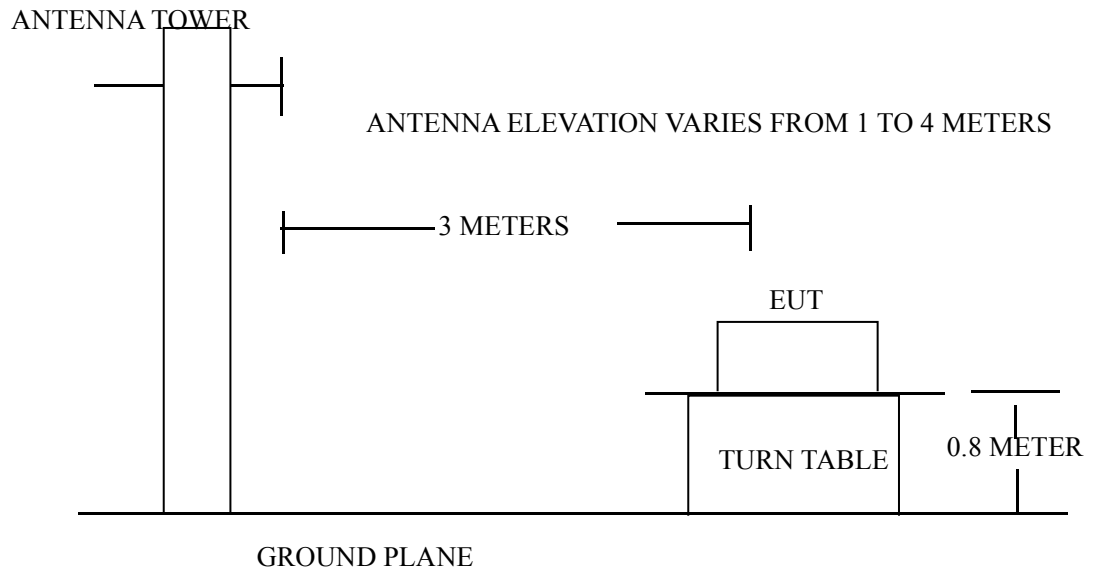 ANTENNA TOWER
ANTENNA ELEVATION VARIES FROM 1 TO 4 METERS
3 METERS
EUT
TURN TABLE
0.8 METER
GROUND PLANE